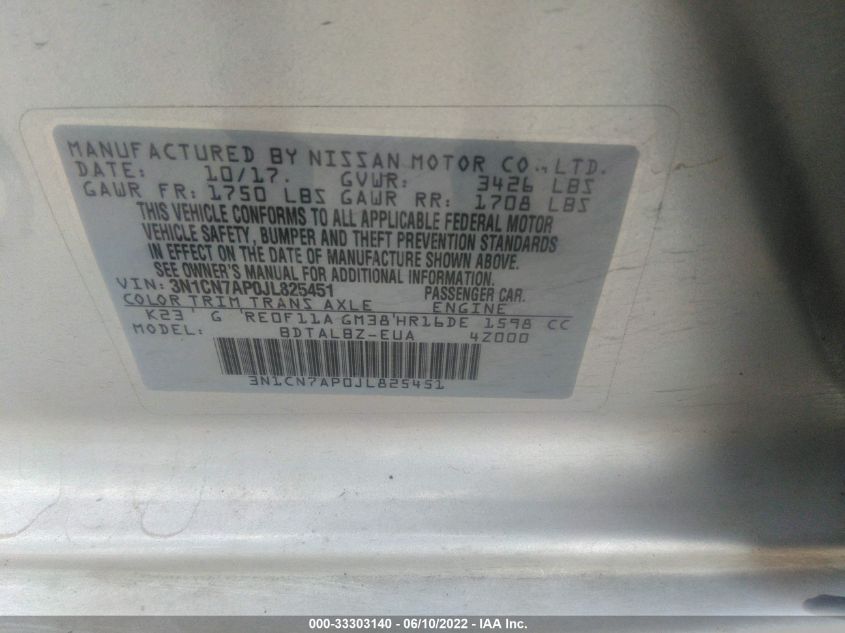 MANUFACTURED BY NISSAN MOTOR CO., LTD.
DATE: 10/17. GVWR: 3426 LBS
GAWR FR: 1750 LBS GAWR RR: 1708 LBS
THIS VEHICLE CONFORMS TO ALL APPLICABLE FEDERAL MOTOR
VEHICLE SAFETY, BUMPER AND THEFT PREVENTION STANDARDS
IN EFFECT ON THE DATE OF MANUFACTURE SHOWN ABOVE.
SEE OWNER'S MANUAL FOR ADDITIONAL INFORMATION.
VIN: 3N1CN7AP0JL825451 PASSENGER CAR.
COLOR TRIM TRANS AXLE ENGINE
K23 G RE0F11A GM38 HR16DE 1598 CC
MODEL: BDTALBZ-EUA 4Z000
3N1CN7AP0JL825451
000-33303140 - 06/10/2022 - IAA Inc.